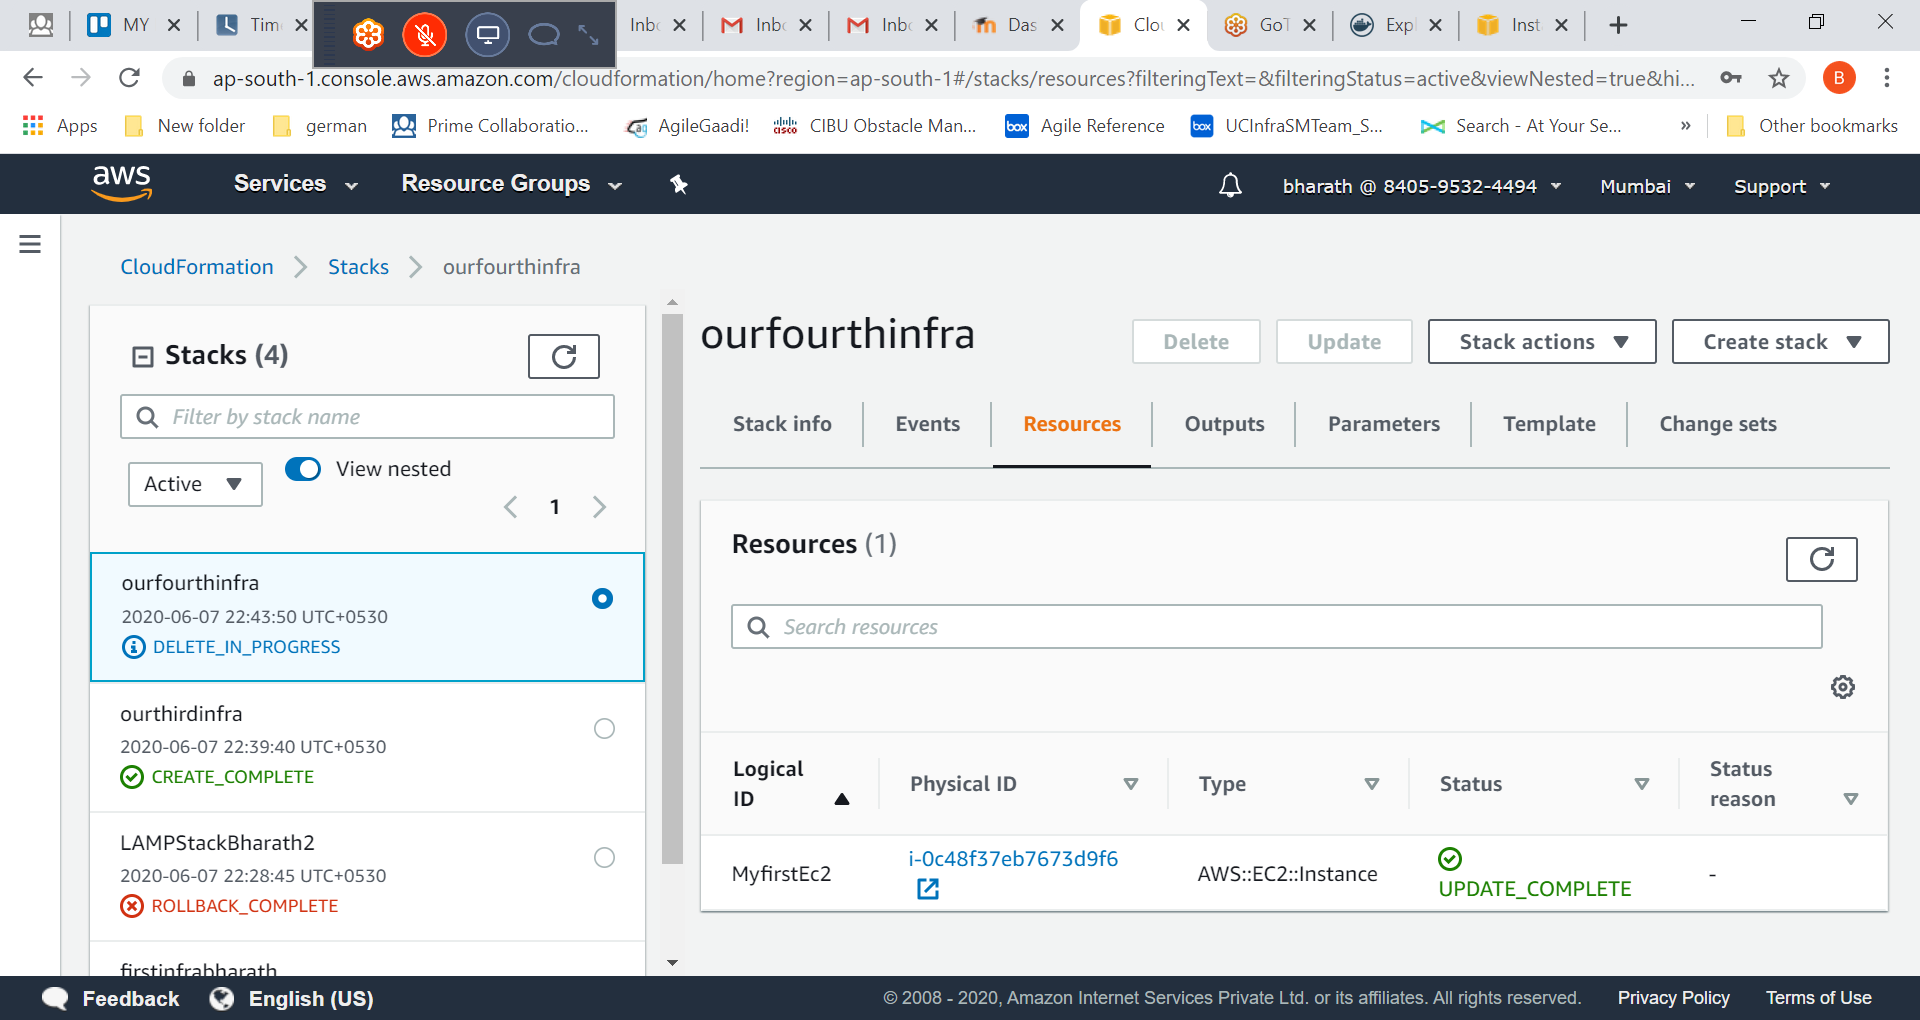 MY
Tim
Inbo
Inbo
Inbo
Das
Clou
GoT
Expl
Inst
ap-south-1.console.aws.amazon.com/cloudformation/home?region=ap-south-1#/stacks/resources?filteringText=&filteringStatus=active&viewNested=true&hi...
B
Apps
New folder
german
Prime Collaboratio...
AgileGaadi!
CIBU Obstacle Man...
Agile Reference
UCInfraSMTeam_S...
Search - At Your Se...
»
Other bookmarks
aws
Services
Resource Groups
bharath @ 8405-9532-4494
Mumbai
Support
CloudFormation
Stacks
ourfourthinfra
Stacks (4)
Filter by stack name
Active
View nested
1
ourfourthinfra
2020-06-07 22:43:50 UTC+0530
DELETE_IN_PROGRESS
ourthirdinfra
2020-06-07 22:39:40 UTC+0530
CREATE_COMPLETE
LAMPStackBharath2
2020-06-07 22:28:45 UTC+0530
ROLLBACK_COMPLETE
firstinfrabharath
ourfourthinfra
Delete
Update
Stack actions
Create stack
Stack info
Events
Resources
Outputs
Parameters
Template
Change sets
Resources (1)
Search resources
Logical ID
Physical ID
Type
Status
Status reason
MyfirstEc2
i-0c48f37eb7673d9f6
AWS::EC2::Instance
UPDATE_COMPLETE
-
Feedback
English (US)
© 2008 - 2020, Amazon Internet Services Private Ltd. or its affiliates. All rights reserved.
Privacy Policy
Terms of Use